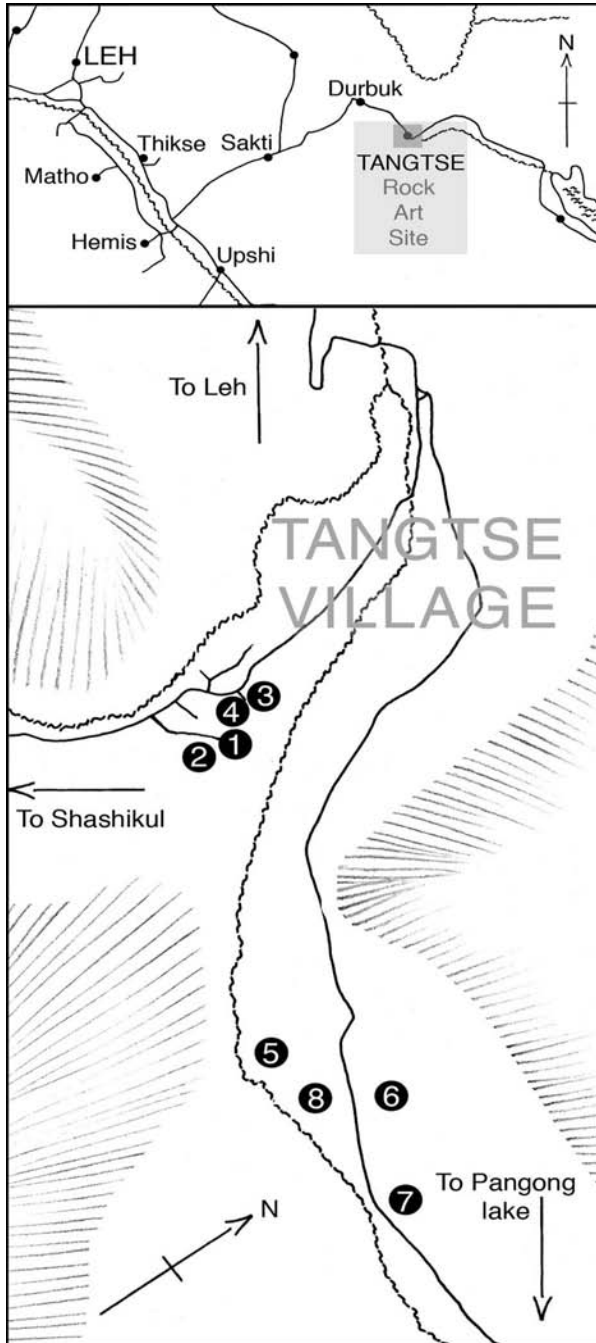 N
LEH
Durbuk
Thikse
Sakti
TANGTSE
Matho
Rock
Art
Hemis
Site
Upshi
To Leh
TANGTSE
VILLAGE
3
4
1
2
To Shashikul
5
8
6
7
To Pangong
lake
N